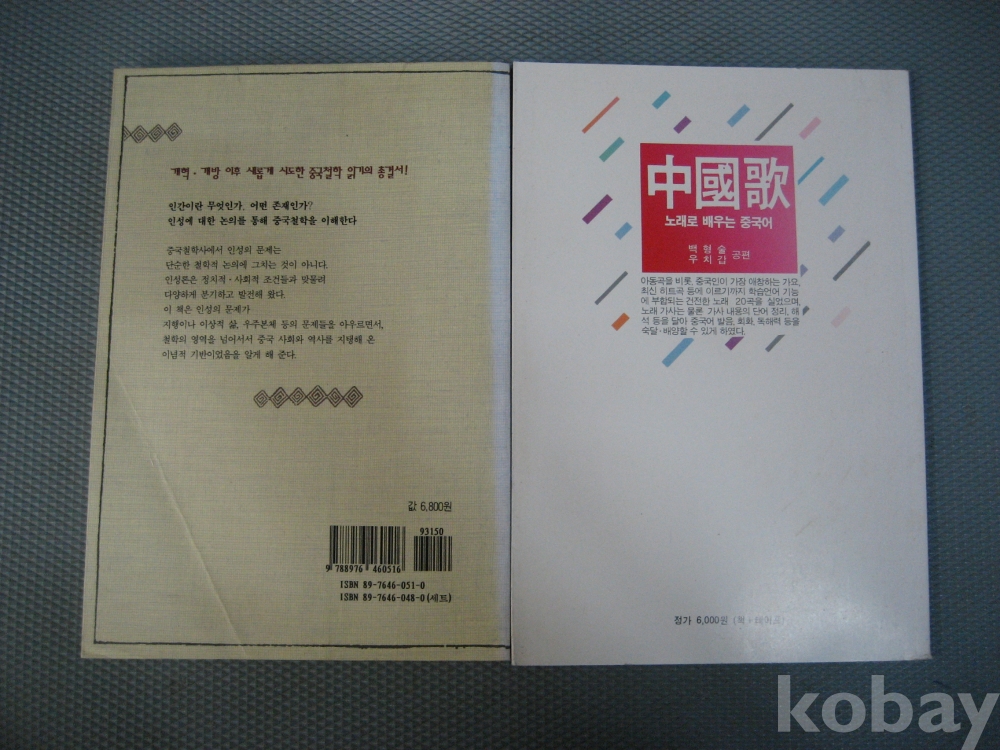 개혁·개방 이후 새롭게 시도한 중국철학 읽기의 총결서!
인간이란 무엇인가. 어떤 존재인가?
인성에 대한 논의를 통해 중국철학을 이해한다
중국철학사에서 인성의 문제는
단순한 철학적 논의에 그치는 것이 아니다.
인성론은 정치적·사회적 조건들과 맞물려
다양하게 분기하고 발전해 왔다.
이 책은 인성의 문제가
지행이나 이상적 삶, 우주본체 등의 문제들을 아우르면서,
철학의 영역을 넘어서서 중국 사회와 역사를 지탱해 온
이념적 기반이었음을 알게 해 준다.
값 6,800원
93150
9 788976 460516
ISBN 89-7646-051-0
ISBN 89-7646-048-0(세트)
中國歌
노래로 배우는 중국어
백형술
우치갑 공편
아동곡을 비롯, 중국인이 가장 애창하는 가요,
최신 히트곡 등에 이르기까지 학습언어 기능
에 부합되는 건전한 노래 20곡을 실었으며,
노래 가사는 물론 가사 내용의 단어 정리, 해
석 등을 달아 중국어 발음, 회화, 독해력 등을
숙달·배양할 수 있게 하였다.
정가 6,000원 (책+테이프)
kobay